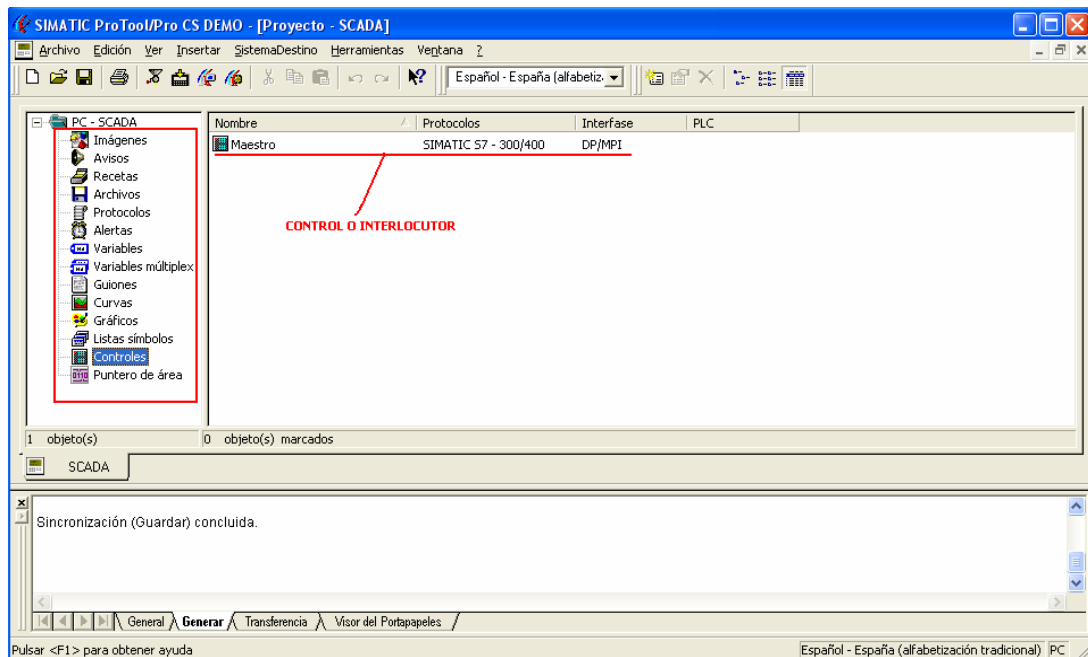 SIMATIC ProTool/Pro CS DEMO - [Proyecto - SCADA]
Archivo Edición Ver Insertar SistemaDestino Herramientas Ventana ?
Español - España (alfabetiz.
PC - SCADA
Imágenes
Avisos
Recetas
Archivos
Protocolos
Alertas
Variables
Variables múltiplex
Guiones
Curvas
Gráficos
Listas símbolos
Controles
Puntero de área
Nombre Protocolos Interfase PLC
Maestro SIMATIC S7 - 300/400 DP/MPI
CONTROL O INTERLOCUTOR
1 objeto(s) 0 objeto(s) marcados
SCADA
Sincronización (Guardar) concluida.
General Generar Transferencia Visor del Portapapeles
Pulsar <F1> para obtener ayuda Español - España (alfabetización tradicional) PC